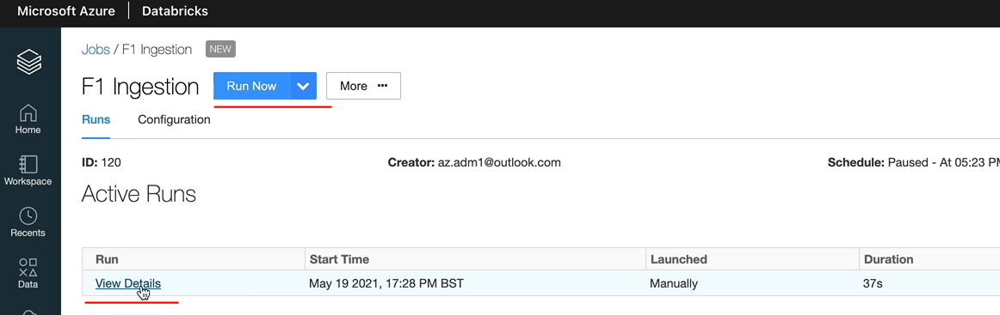 Microsoft Azure | Databricks
Jobs / F1 Ingestion NEW
F1 Ingestion Run Now More ···
Runs Configuration
ID: 120 Creator: az.adm1@outlook.com Schedule: Paused - At 05:23 PM
Active Runs
Run Start Time Launched Duration
View Details May 19 2021, 17:28 PM BST Manually 37s
Home
Workspace
Recents
Data